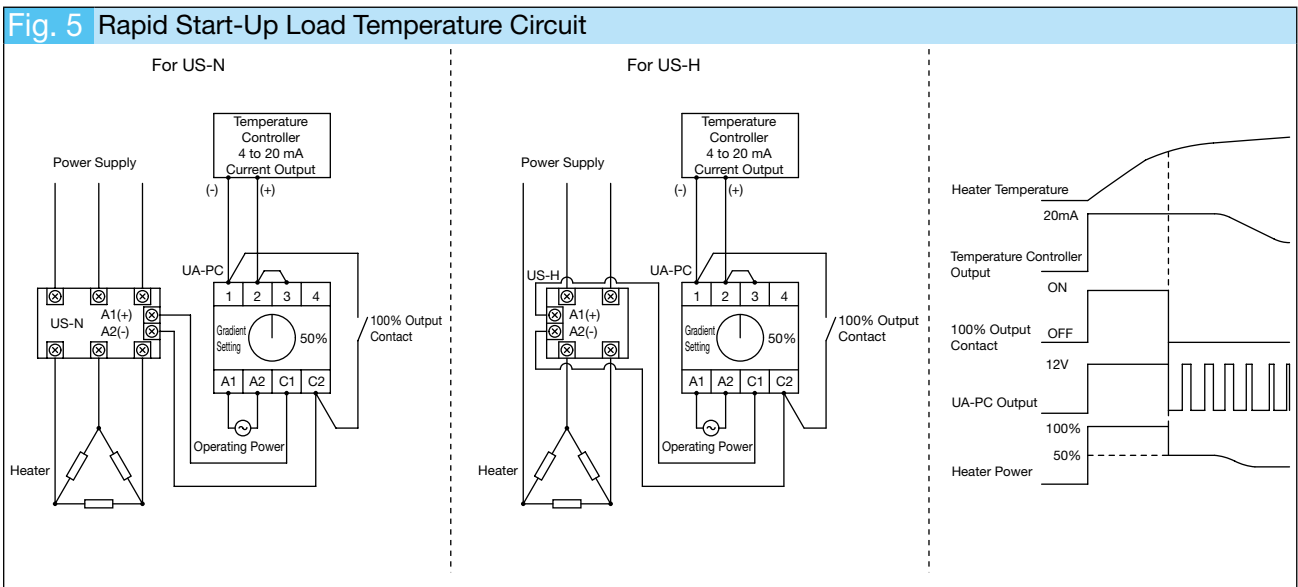 Fig. 5 Rapid Start-Up Load Temperature Circuit
For US-N
Temperature
Controller
4 to 20 mA
Current Output
Power Supply
(-) (+)
UA-PC
1 2 3 4
US-N
A1(+)
A2(-)
Gradient
Setting
50%
100% Output
Contact
A1 A2 C1 C2
Operating Power
Heater
For US-H
Temperature
Controller
4 to 20 mA
Current Output
Power Supply
(-) (+)
US-H
UA-PC
1 2 3 4
A1(+)
A2(-)
Gradient
Setting
50%
100% Output
Contact
A1 A2 C1 C2
Operating Power
Heater
Heater Temperature
20mA
Temperature Controller
Output
ON
100% Output
Contact
OFF
12V
UA-PC Output
100%
50%
Heater Power